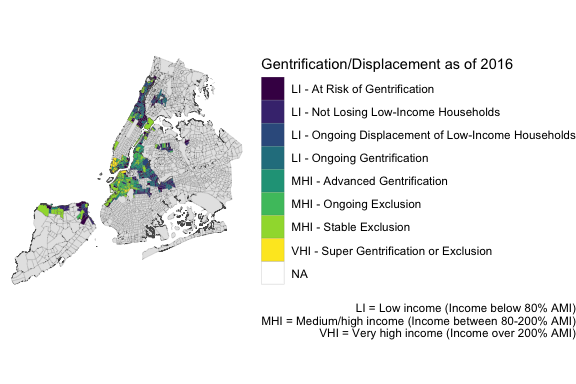 Gentrification/Displacement as of 2016
LI - At Risk of Gentrification
LI - Not Losing Low-Income Households
LI - Ongoing Displacement of Low-Income Households
LI - Ongoing Gentrification
MHI - Advanced Gentrification
MHI - Ongoing Exclusion
MHI - Stable Exclusion
VHI - Super Gentrification or Exclusion
NA
LI = Low income (Income below 80% AMI)
MHI = Medium/high income (Income between 80-200% AMI)
VHI = Very high income (Income over 200% AMI)